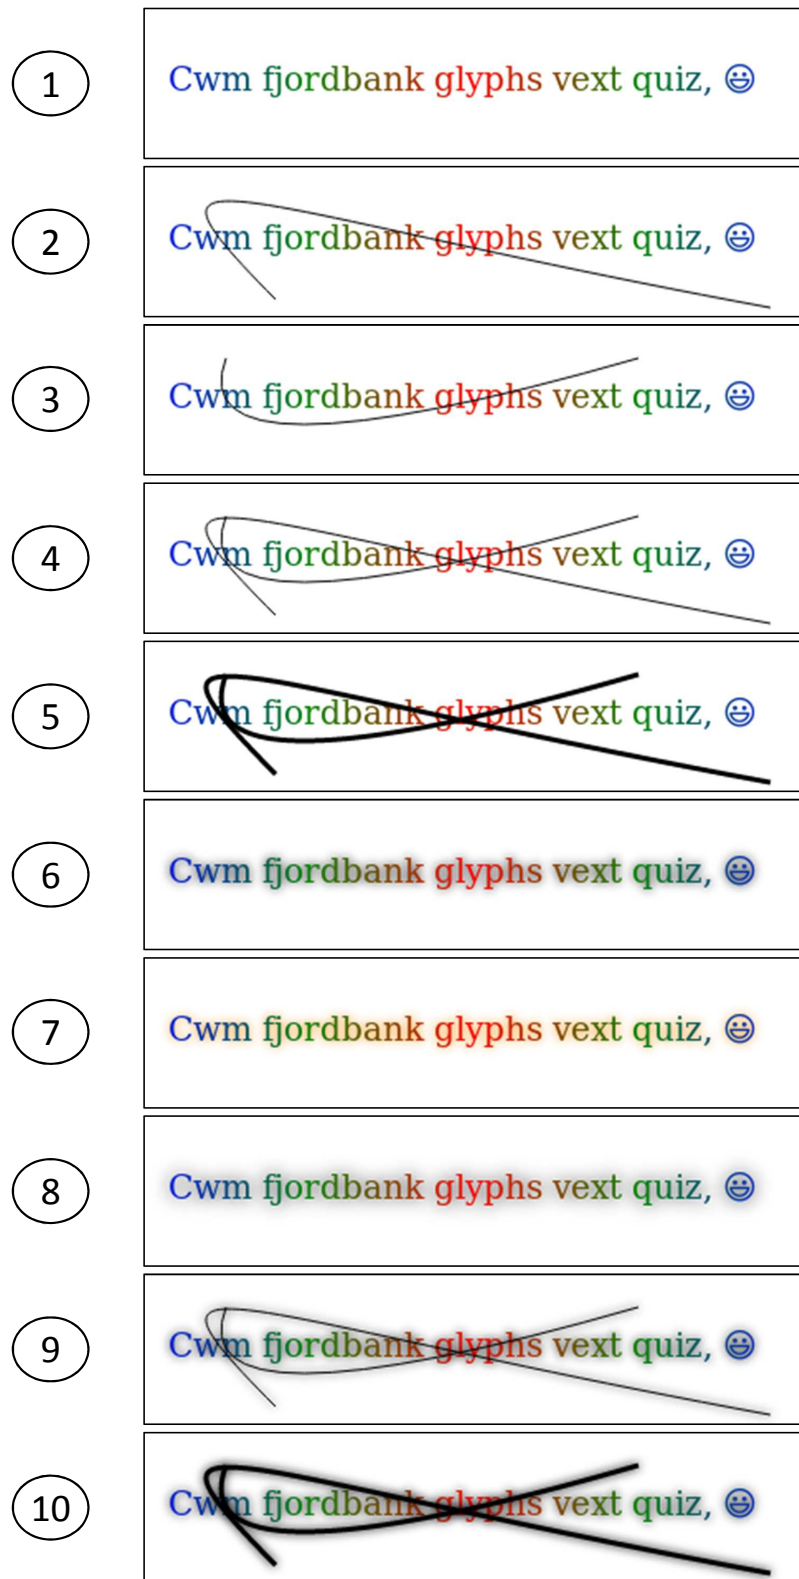 1
Cwm fjordbank glyphs vext quiz, 😃
2
Cwm fjordbank glyphs vext quiz, 😃
3
Cwm fjordbank glyphs vext quiz, 😃
4
Cwm fjordbank glyphs vext quiz, 😃
5
Cwm fjordbank glyphs vext quiz, 😃
6
Cwm fjordbank glyphs vext quiz, 😃
7
Cwm fjordbank glyphs vext quiz, 😃
8
Cwm fjordbank glyphs vext quiz, 😃
9
Cwm fjordbank glyphs vext quiz, 😃
10
Cwm fjordbank glyphs vext quiz, 😃